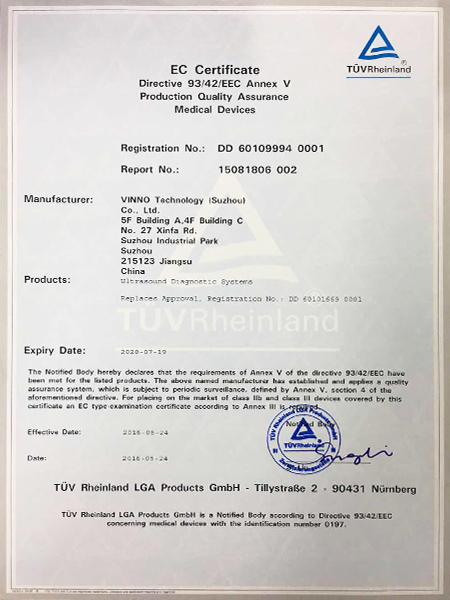 TÜVRheinland
EC Certificate
Directive 93/42/EEC Annex V
Production Quality Assurance
Medical Devices
Registration No.: DD 60109994 0001
Report No.: 15081806 002
Manufacturer: VINNO Technology (Suzhou)
Co., Ltd.
5F Building A,4F Building C
No. 27 Xinfa Rd.
Suzhou Industrial Park
Suzhou
215123 Jiangsu
China
Products: Ultrasound Diagnostic Systems
Replaces Approval, Registration No.: DD 60101669 0001
TÜVRheinland
Expiry Date: 2020-07-19
The Notified Body hereby declares that the requirements of Annex V of the directive 93/42/EEC have
been met for the listed products. The above named manufacturer has established and applies a quality
assurance system, which is subject to periodic surveillance, defined by Annex V, section 4 of the
aforementioned directive. For placing on the market of class IIb and class III devices covered by this
certificate an EC type-examination certificate according to Annex III is required.
Notified Body
Effective Date: 2016-05-24
TÜVRheinland
Date: 2016-05-24
TÜV Rheinland LGA Products GmbH - Tillystraße 2 - 90431 Nürnberg
TÜV Rheinland LGA Products GmbH is a Notified Body according to Directive 93/42/EEC
concerning medical devices with the identification number 0197.